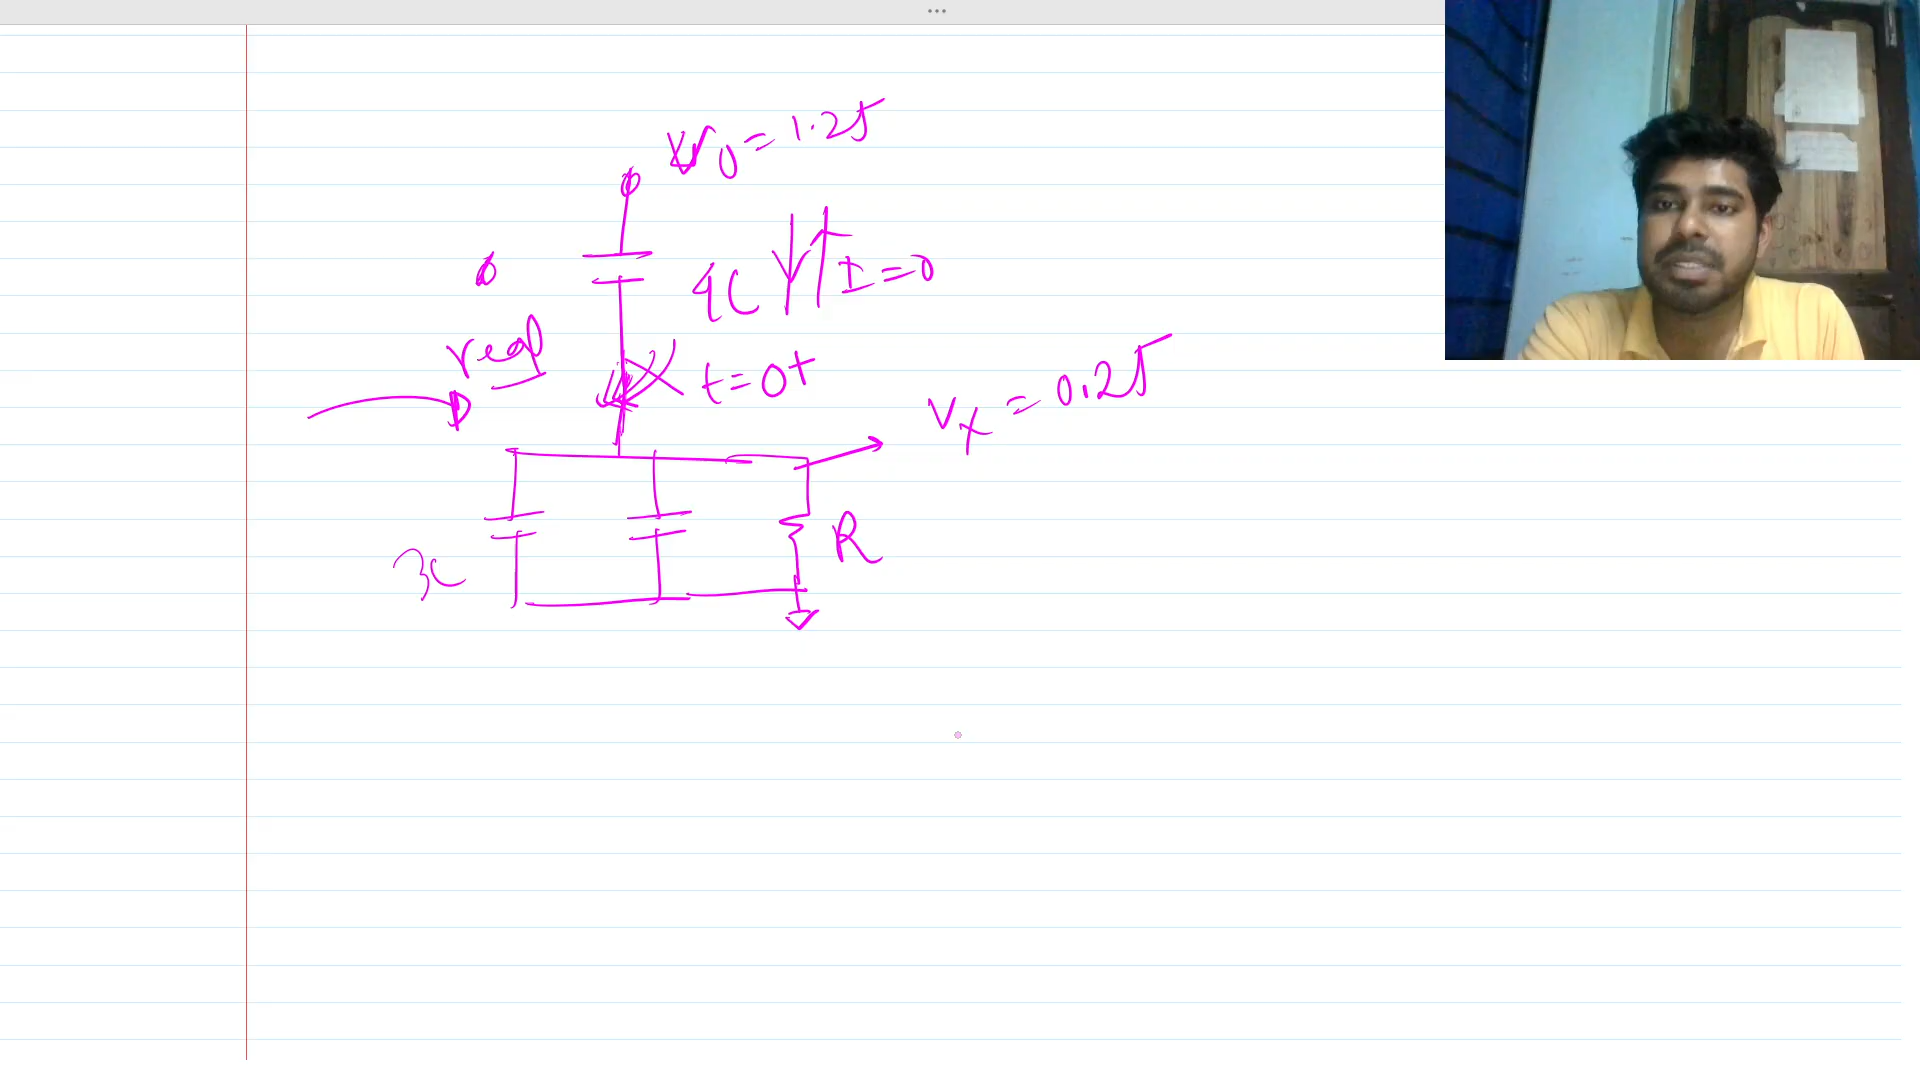 V0 = 1.25
4C I = 0
real
t = 0+
Vx = 0.25
3C R